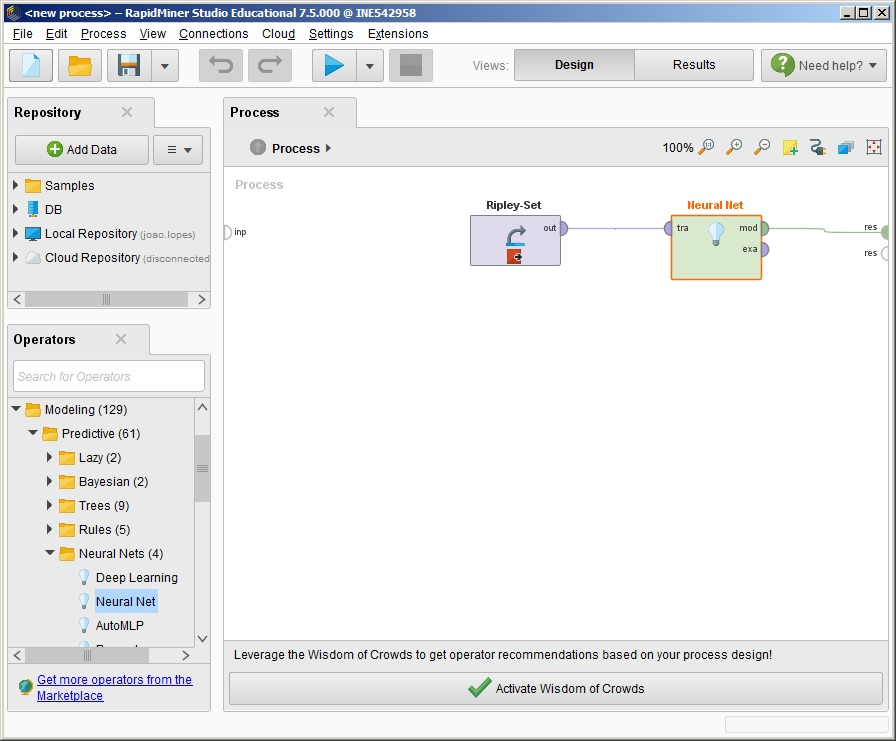 <new process> – RapidMiner Studio Educational 7.5.000 @ INE542958
File Edit Process View Connections Cloud Settings Extensions
Views: Design Results Need help?
Repository
Add Data
Samples
DB
Local Repository (joao.lopes)
Cloud Repository (disconnected
Operators
Search for Operators
Modeling (129)
Predictive (61)
Lazy (2)
Bayesian (2)
Trees (9)
Rules (5)
Neural Nets (4)
Deep Learning
Neural Net
AutoMLP
Get more operators from the
Marketplace
Process
Process 100%
Process
inp
Ripley-Set
out
Neural Net
tra mod
exa
res
res
Leverage the Wisdom of Crowds to get operator recommendations based on your process design!
Activate Wisdom of Crowds